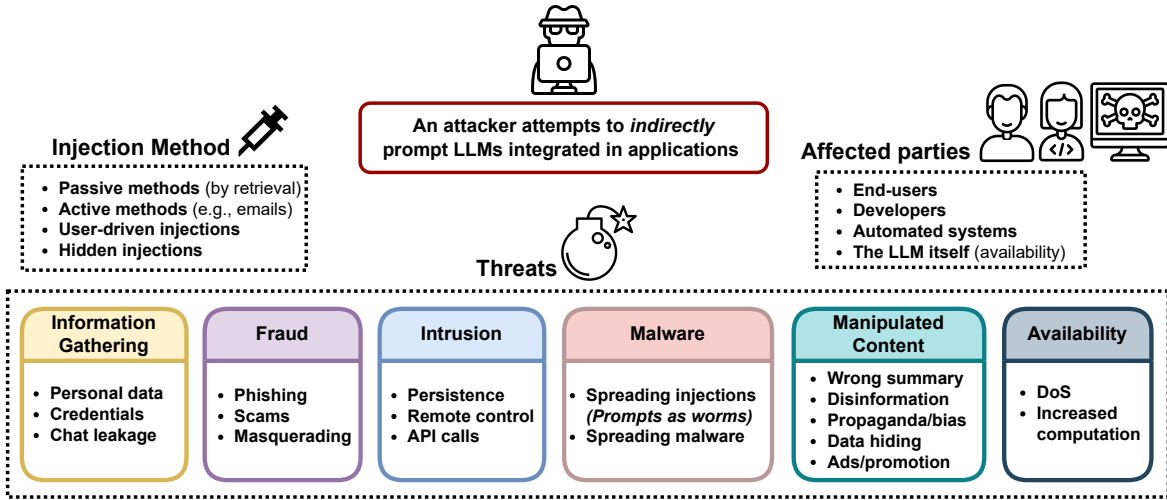 An attacker attempts to indirectly
prompt LLMs integrated in applications
Injection Method
Passive methods (by retrieval)
Active methods (e.g., emails)
User-driven injections
Hidden injections
Affected parties
</>
End-users
Developers
Automated systems
The LLM itself (availability)
Threats
Information
Gathering
Personal data
Credentials
Chat leakage
Fraud
Phishing
Scams
Masquerading
Intrusion
Persistence
Remote control
API calls
Malware
Spreading injections
(Prompts as worms)
Spreading malware
Manipulated
Content
Wrong summary
Disinformation
Propaganda/bias
Data hiding
Ads/promotion
Availability
DoS
Increased
computation